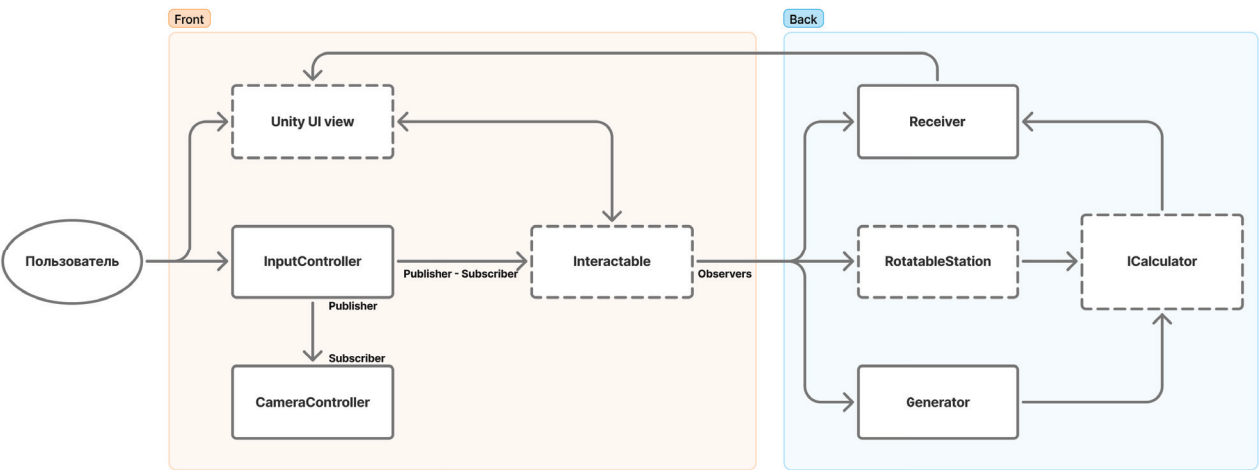 Front
Back
Unity UI view
Receiver
Пользователь
InputController
Publisher - Subscriber
Interactable
Observers
RotatableStation
ICalculator
Publisher
Subscriber
CameraController
Generator